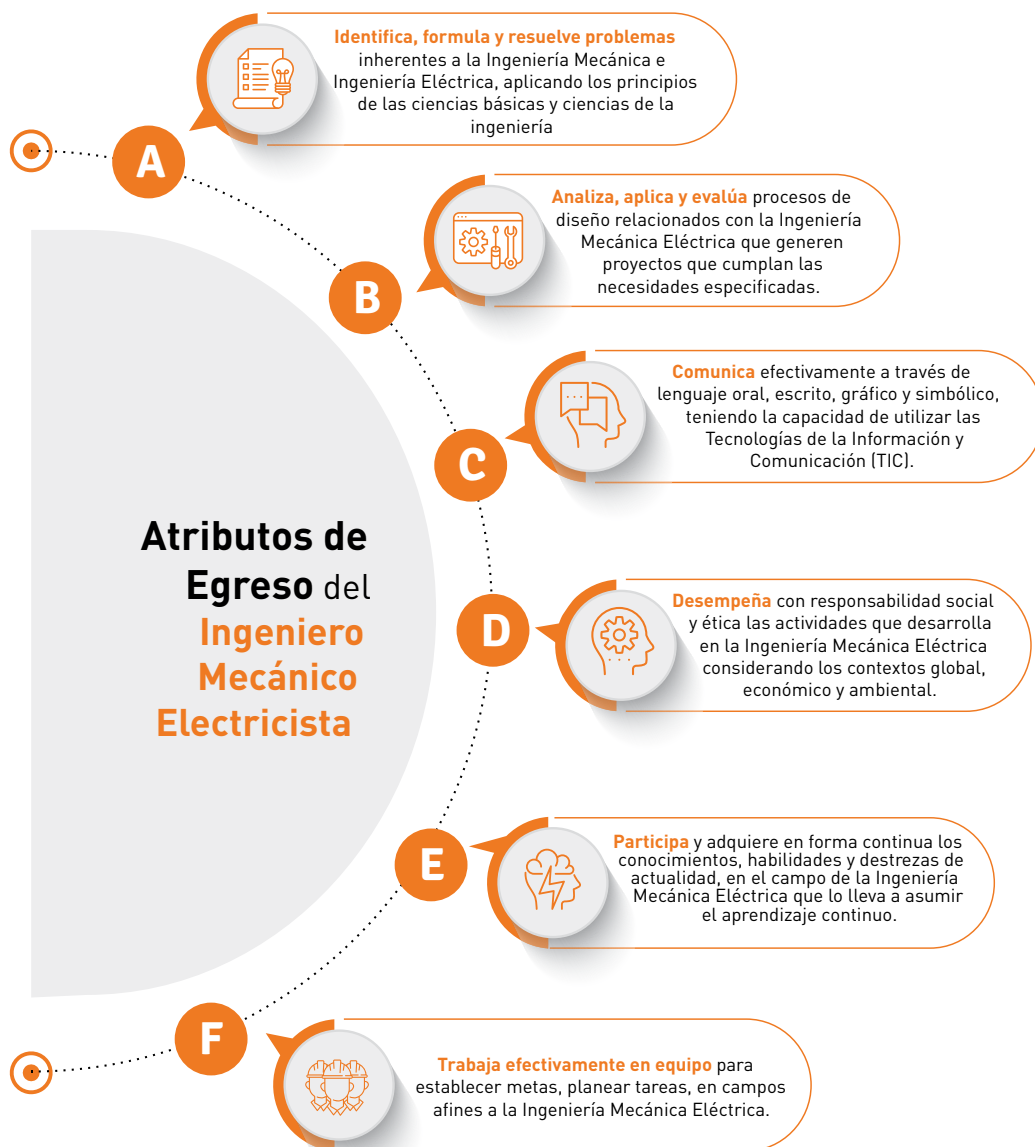 Identifica, formula y resuelve problemas
inherentes a la Ingeniería Mecánica e
Ingeniería Eléctrica, aplicando los principios
de las ciencias básicas y ciencias de la
ingeniería
A
Analiza, aplica y evalúa procesos de
diseño relacionados con la Ingeniería
Mecánica Eléctrica que generen
proyectos que cumplan las
necesidades especificadas.
B
Comunica efectivamente a través de
lenguaje oral, escrito, gráfico y simbólico,
teniendo la capacidad de utilizar las
Tecnologías de la Información y
Comunicación (TIC).
C
Atributos de
Egreso del
Ingeniero
Mecánico
Electricista
D
Desempeña con responsabilidad social
y ética las actividades que desarrolla
en la Ingeniería Mecánica Eléctrica
considerando los contextos global,
económico y ambiental.
E
Participa y adquiere en forma continua los
conocimientos, habilidades y destrezas de
actualidad, en el campo de la Ingeniería
Mecánica Eléctrica que lo lleva a asumir
el aprendizaje continuo.
F
Trabaja efectivamente en equipo para
establecer metas, planear tareas, en campos
afines a la Ingeniería Mecánica Eléctrica.